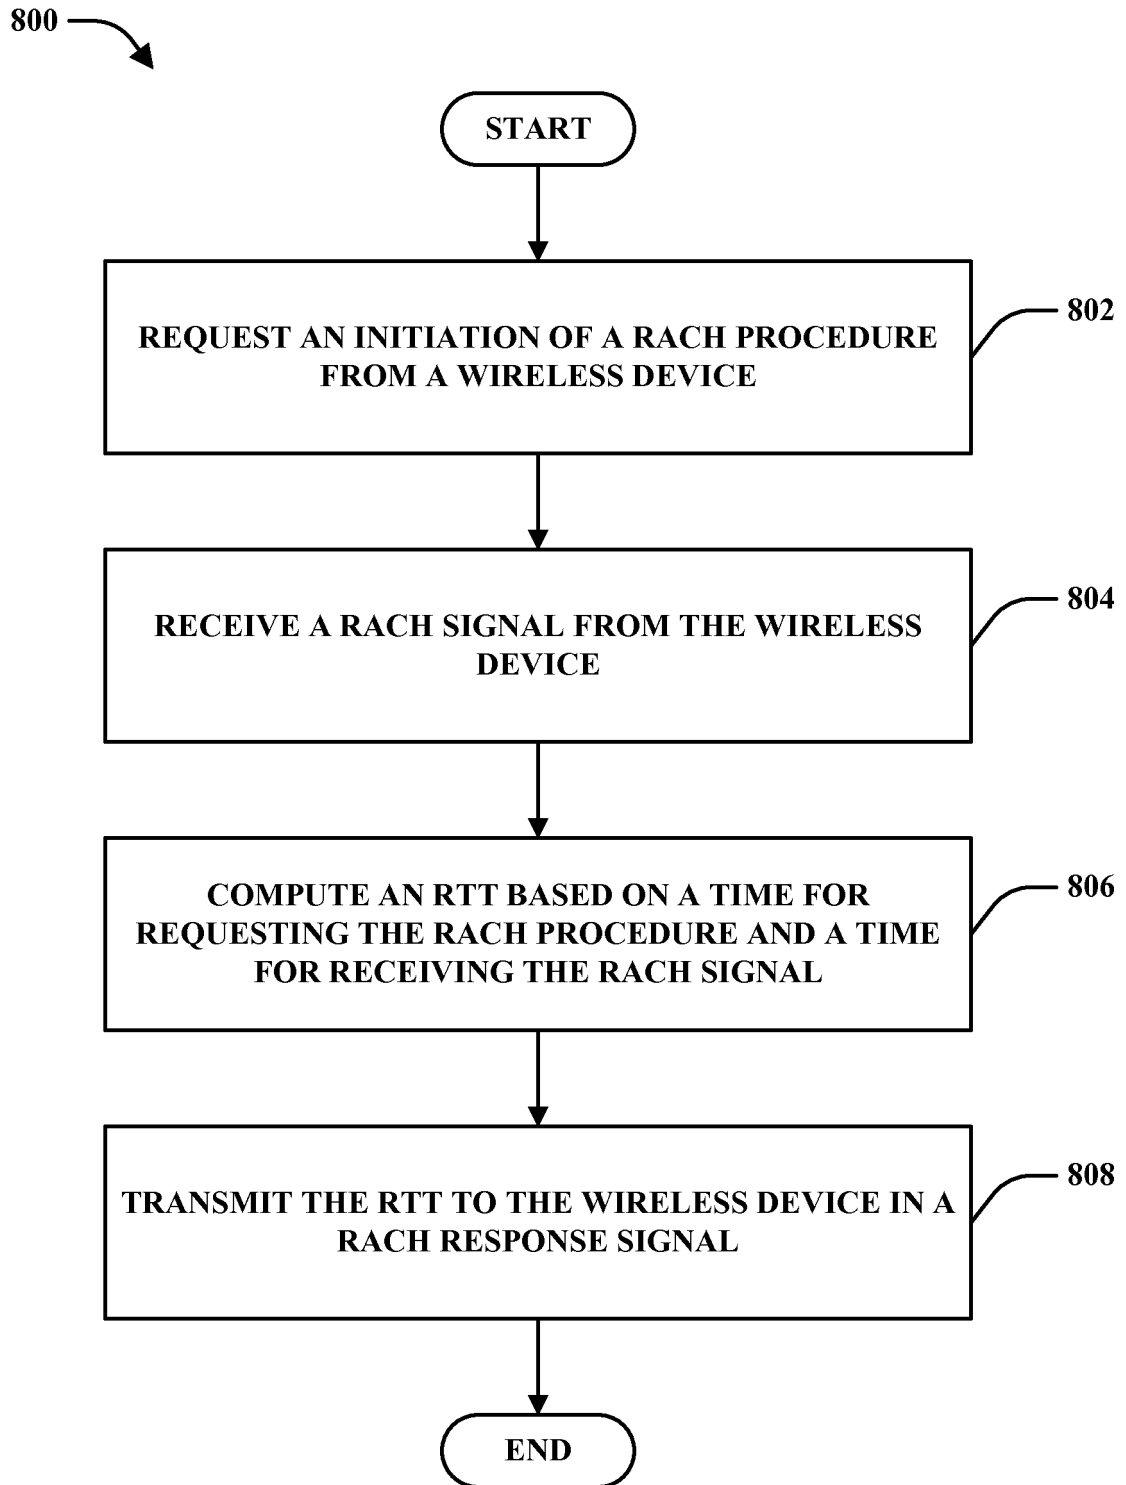 800
START
REQUEST AN INITIATION OF A RACH PROCEDURE
FROM A WIRELESS DEVICE
802
RECEIVE A RACH SIGNAL FROM THE WIRELESS
DEVICE
804
COMPUTE AN RTT BASED ON A TIME FOR
REQUESTING THE RACH PROCEDURE AND A TIME
FOR RECEIVING THE RACH SIGNAL
806
TRANSMIT THE RTT TO THE WIRELESS DEVICE IN A
RACH RESPONSE SIGNAL
808
END